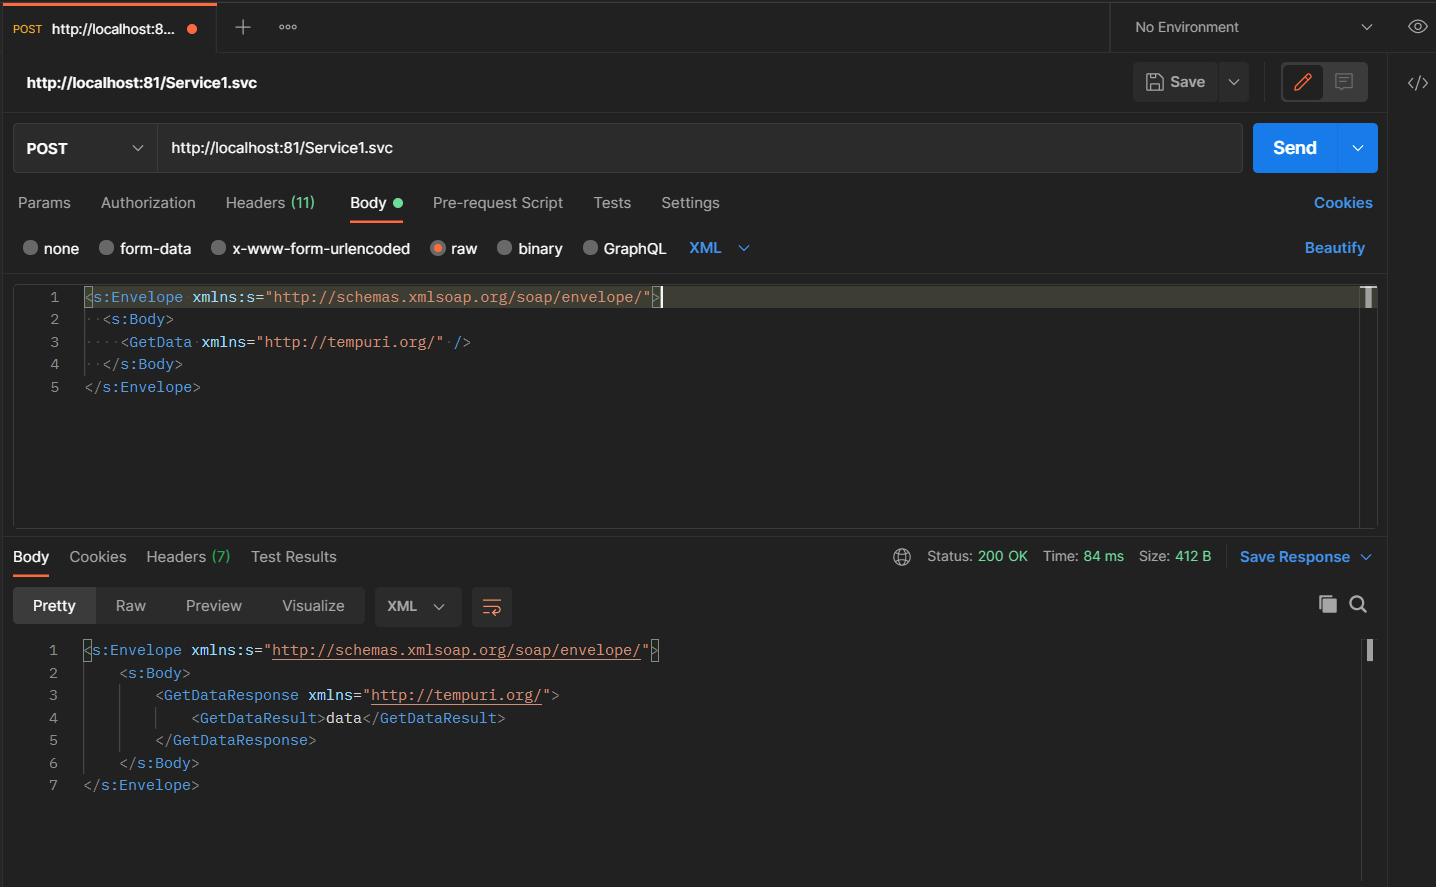 POST http://localhost:8...
No Environment
http://localhost:81/Service1.svc
Save
POST http://localhost:81/Service1.svc Send
Params Authorization Headers (11) Body Pre-request Script Tests Settings Cookies
none form-data x-www-form-urlencoded raw binary GraphQL XML Beautify
1 <s:Envelope xmlns:s="http://schemas.xmlsoap.org/soap/envelope/">
2 <s:Body>
3 <GetData xmlns="http://tempuri.org/" />
4 </s:Body>
5 </s:Envelope>
Body Cookies Headers (7) Test Results Status: 200 OK Time: 84 ms Size: 412 B Save Response
Pretty Raw Preview Visualize XML
1 <s:Envelope xmlns:s="http://schemas.xmlsoap.org/soap/envelope/">
2 <s:Body>
3 <GetDataResponse xmlns="http://tempuri.org/">
4 <GetDataResult>data</GetDataResult>
5 </GetDataResponse>
6 </s:Body>
7 </s:Envelope>